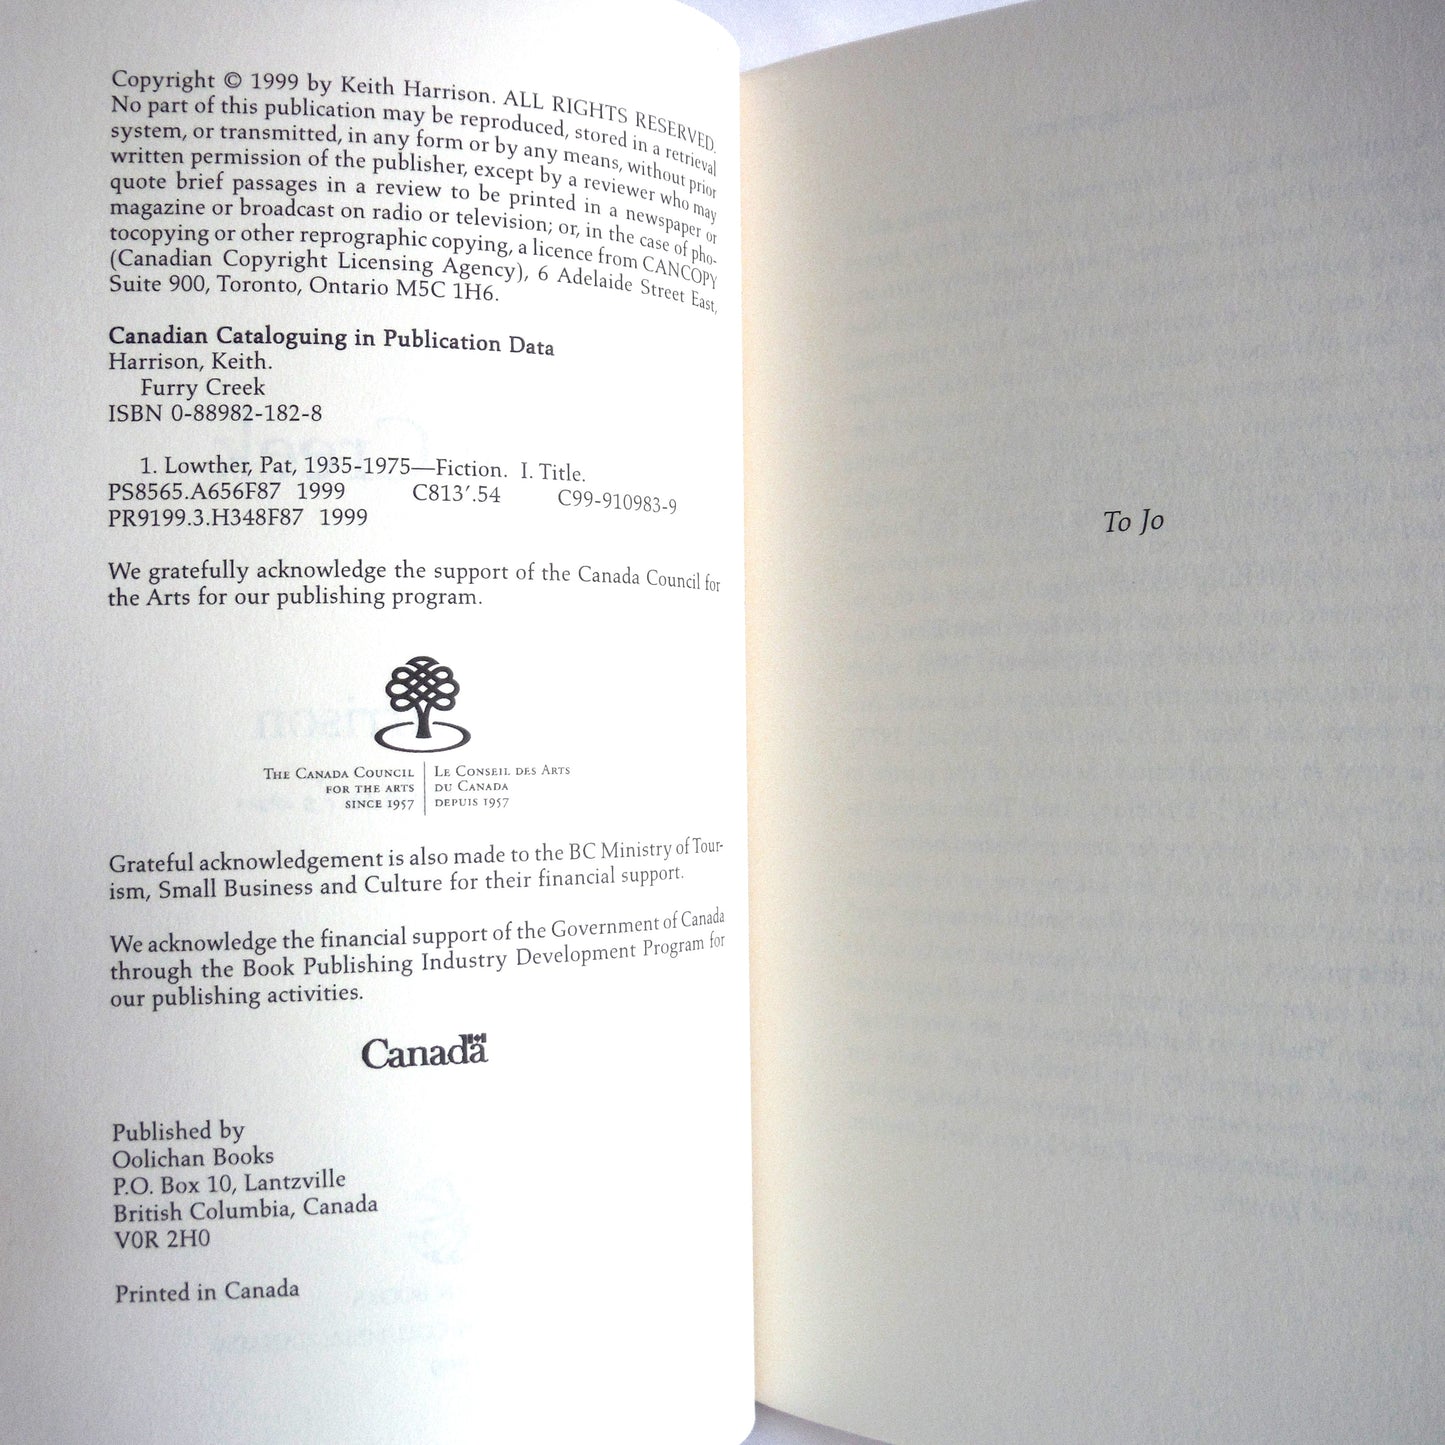 Copyright © 1999 by Keith Harrison. ALL RIGHTS RESERVED.
No part of this publication may be reproduced, stored in a retrieval
system, or transmitted, in any form or by any means, without prior
written permission of the publisher, except by a reviewer who may
quote brief passages in a review to be printed in a newspaper or
magazine or broadcast on radio or television; or, in the case of pho-
tocopying or other reprographic copying, a licence from CANCOPY
(Canadian Copyright Licensing Agency), 6 Adelaide Street East,
Suite 900, Toronto, Ontario M5C 1H6.
Canadian Cataloguing in Publication Data
Harrison, Keith.
Furry Creek
ISBN 0-88982-182-8
1. Lowther, Pat, 1935-1975—Fiction. I. Title.
PS8565.A656F87 1999 C813'.54 C99-910983-9
PR9199.3.H348F87 1999
We gratefully acknowledge the support of the Canada Council for
the Arts for our publishing program.
THE CANADA COUNCIL
FOR THE ARTS
SINCE 1957
LE CONSEIL DES ARTS
DU CANADA
DEPUIS 1957
Grateful acknowledgement is also made to the BC Ministry of Tour-
ism, Small Business and Culture for their financial support.
We acknowledge the financial support of the Government of Canada
through the Book Publishing Industry Development Program for
our publishing activities.
Canada
Published by
Oolichan Books
P.O. Box 10, Lantzville
British Columbia, Canada
V0R 2H0
Printed in Canada
To Jo